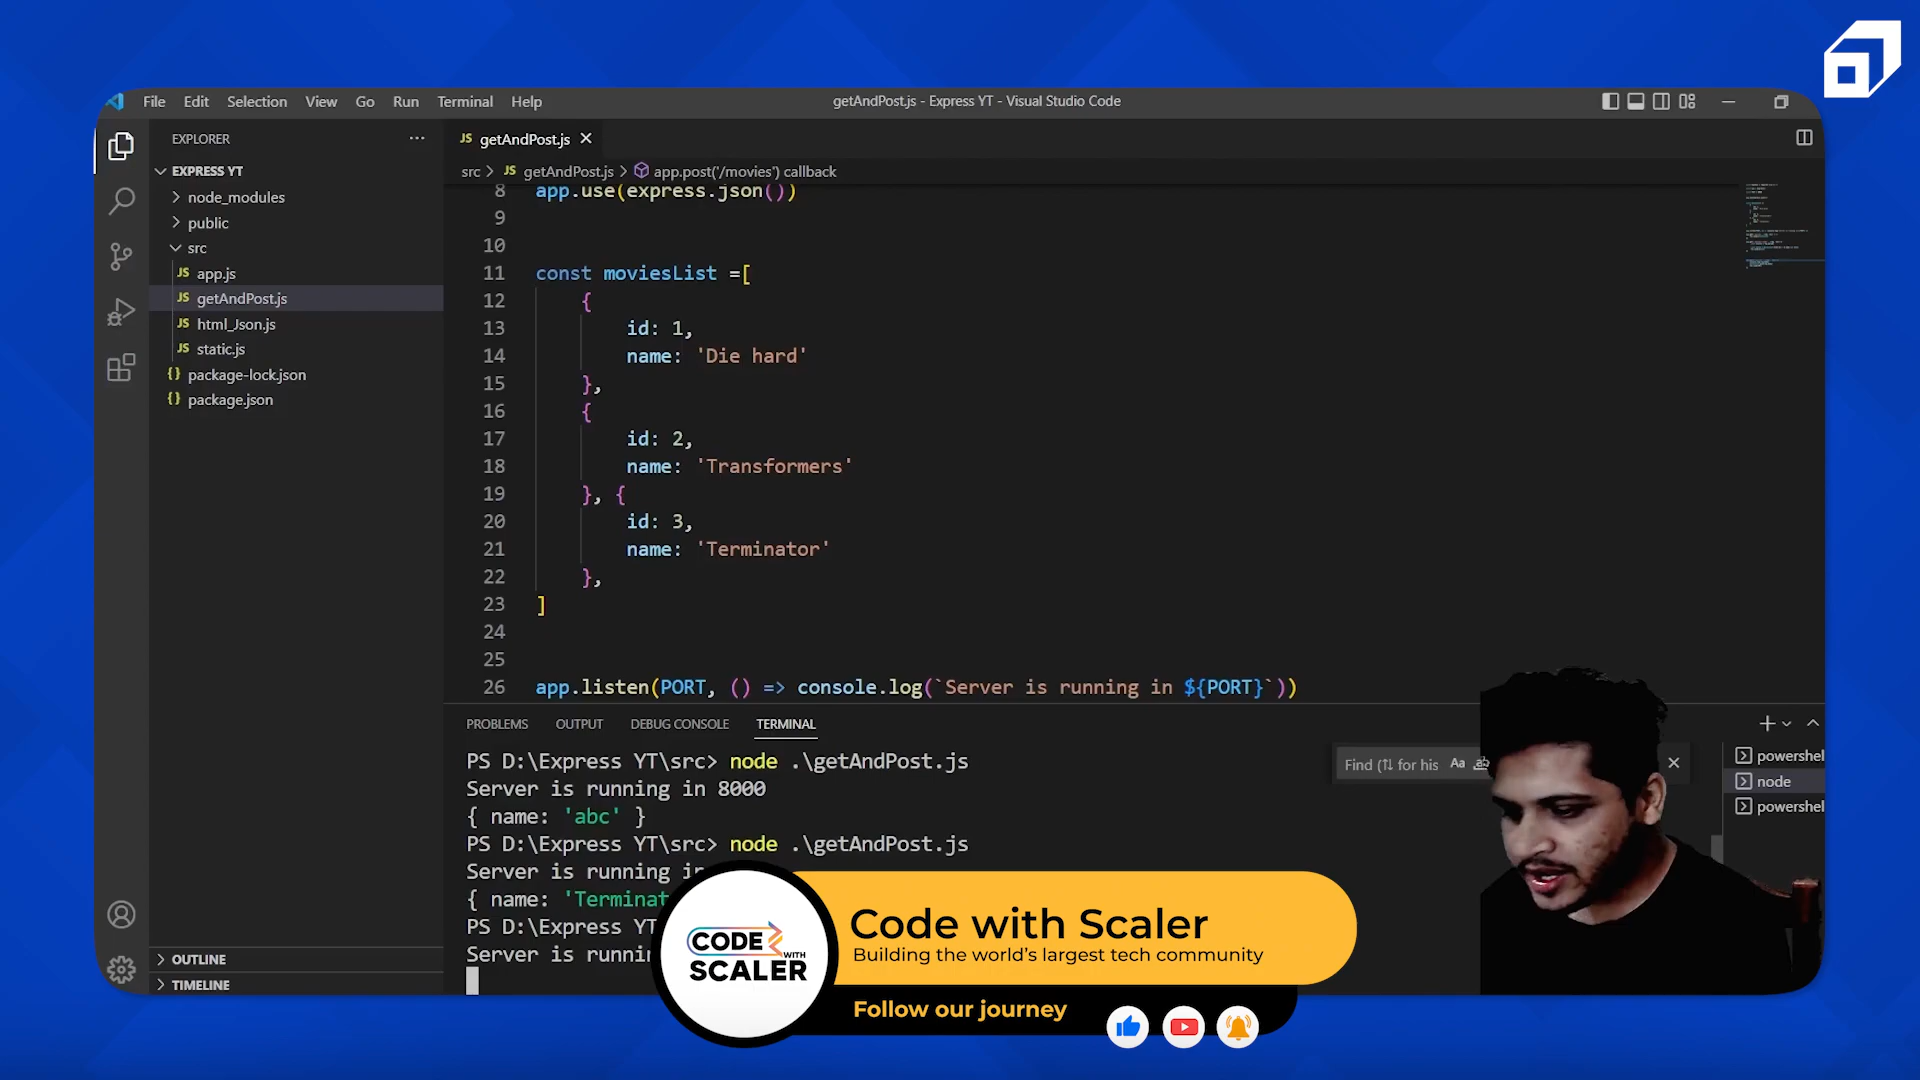 File Edit Selection View Go Run Terminal Help
getAndPost.js - Express YT - Visual Studio Code
EXPLORER
EXPRESS YT
node_modules
public
src
JS app.js
JS getAndPost.js
JS html_Json.js
JS static.js
{} package-lock.json
{} package.json
OUTLINE
TIMELINE
JS getAndPost.js
src > JS getAndPost.js > app.post('/movies') callback
8 app.use(express.json())
9
10
11 const moviesList =[
12 {
13 id: 1,
14 name: 'Die hard'
15 },
16 {
17 id: 2,
18 name: 'Transformers'
19 }, {
20 id: 3,
21 name: 'Terminator'
22 },
23 ]
24
25
26 app.listen(PORT, () => console.log(`Server is running in ${PORT}`))
PROBLEMS OUTPUT DEBUG CONSOLE TERMINAL
PS D:\Express YT\src> node .\getAndPost.js
Server is running in 8000
{ name: 'abc' }
PS D:\Express YT\src> node .\getAndPost.js
Server is running in
{ name: 'Terminat
PS D:\Express YT
Server is runnin
Find (⇅ for his Aa ab
powershel
node
powershel
CODE
WITH
SCALER
Code with Scaler
Building the world's largest tech community
Follow our journey